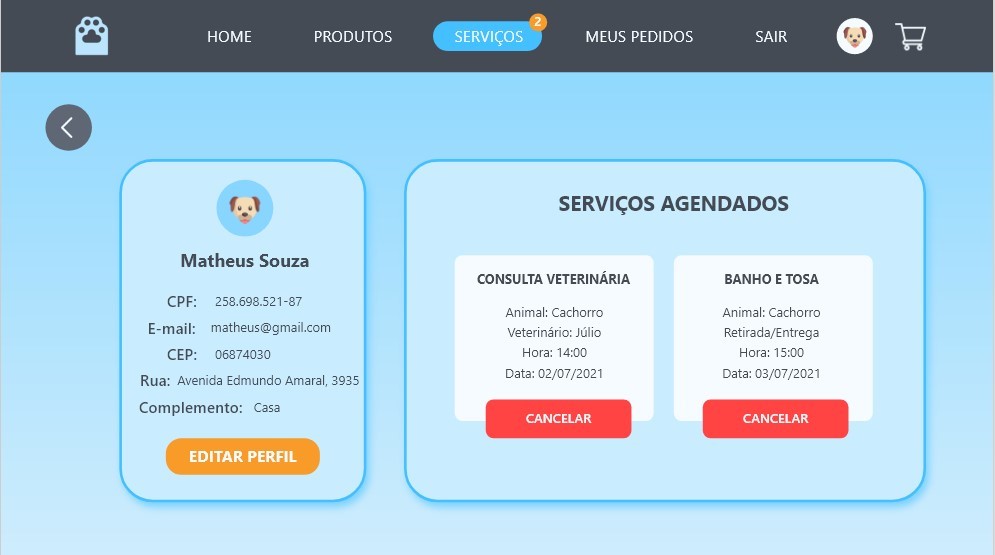 HOME PRODUTOS SERVIÇOS 2 MEUS PEDIDOS SAIR
Matheus Souza
CPF: 258.698.521-87
E-mail: matheus@gmail.com
CEP: 06874030
Rua: Avenida Edmundo Amaral, 3935
Complemento: Casa
EDITAR PERFIL
SERVIÇOS AGENDADOS
CONSULTA VETERINÁRIA
Animal: Cachorro
Veterinário: Júlio
Hora: 14:00
Data: 02/07/2021
CANCELAR
BANHO E TOSA
Animal: Cachorro
Retirada/Entrega
Hora: 15:00
Data: 03/07/2021
CANCELAR